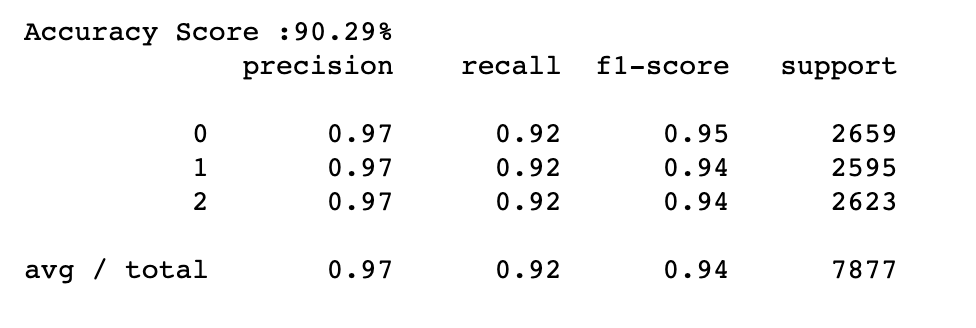 Accuracy Score :90.29%
precision recall f1-score support
0 0.97 0.92 0.95 2659
1 0.97 0.92 0.94 2595
2 0.97 0.92 0.94 2623
avg / total 0.97 0.92 0.94 7877